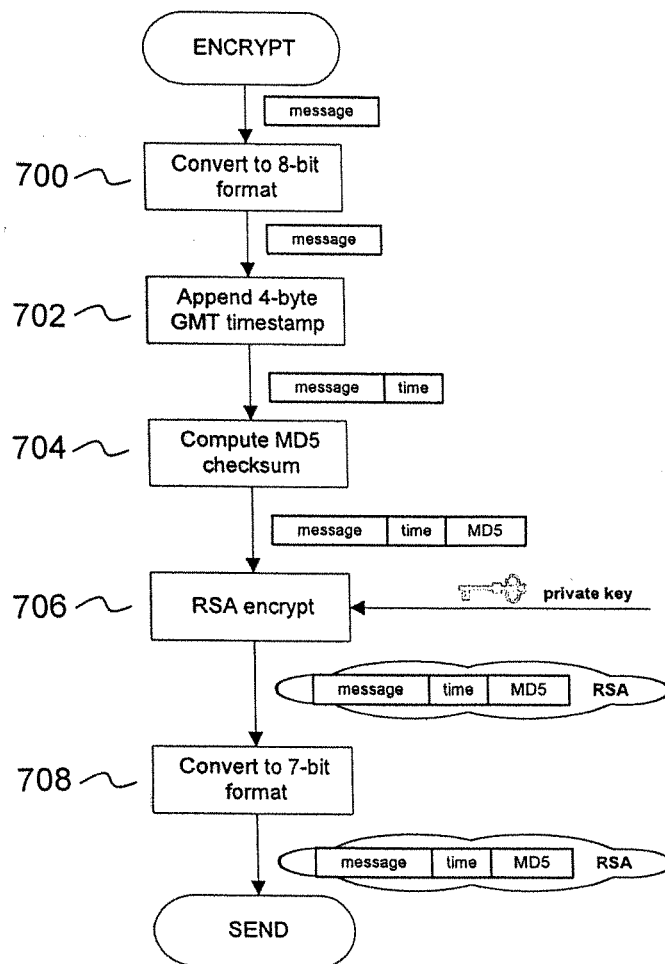 ENCRYPT
message
700
Convert to 8-bit
format
message
702
Append 4-byte
GMT timestamp
message time
704
Compute MD5
checksum
message time MD5
706
RSA encrypt
private key
message time MD5 RSA
708
Convert to 7-bit
format
message time MD5 RSA
SEND